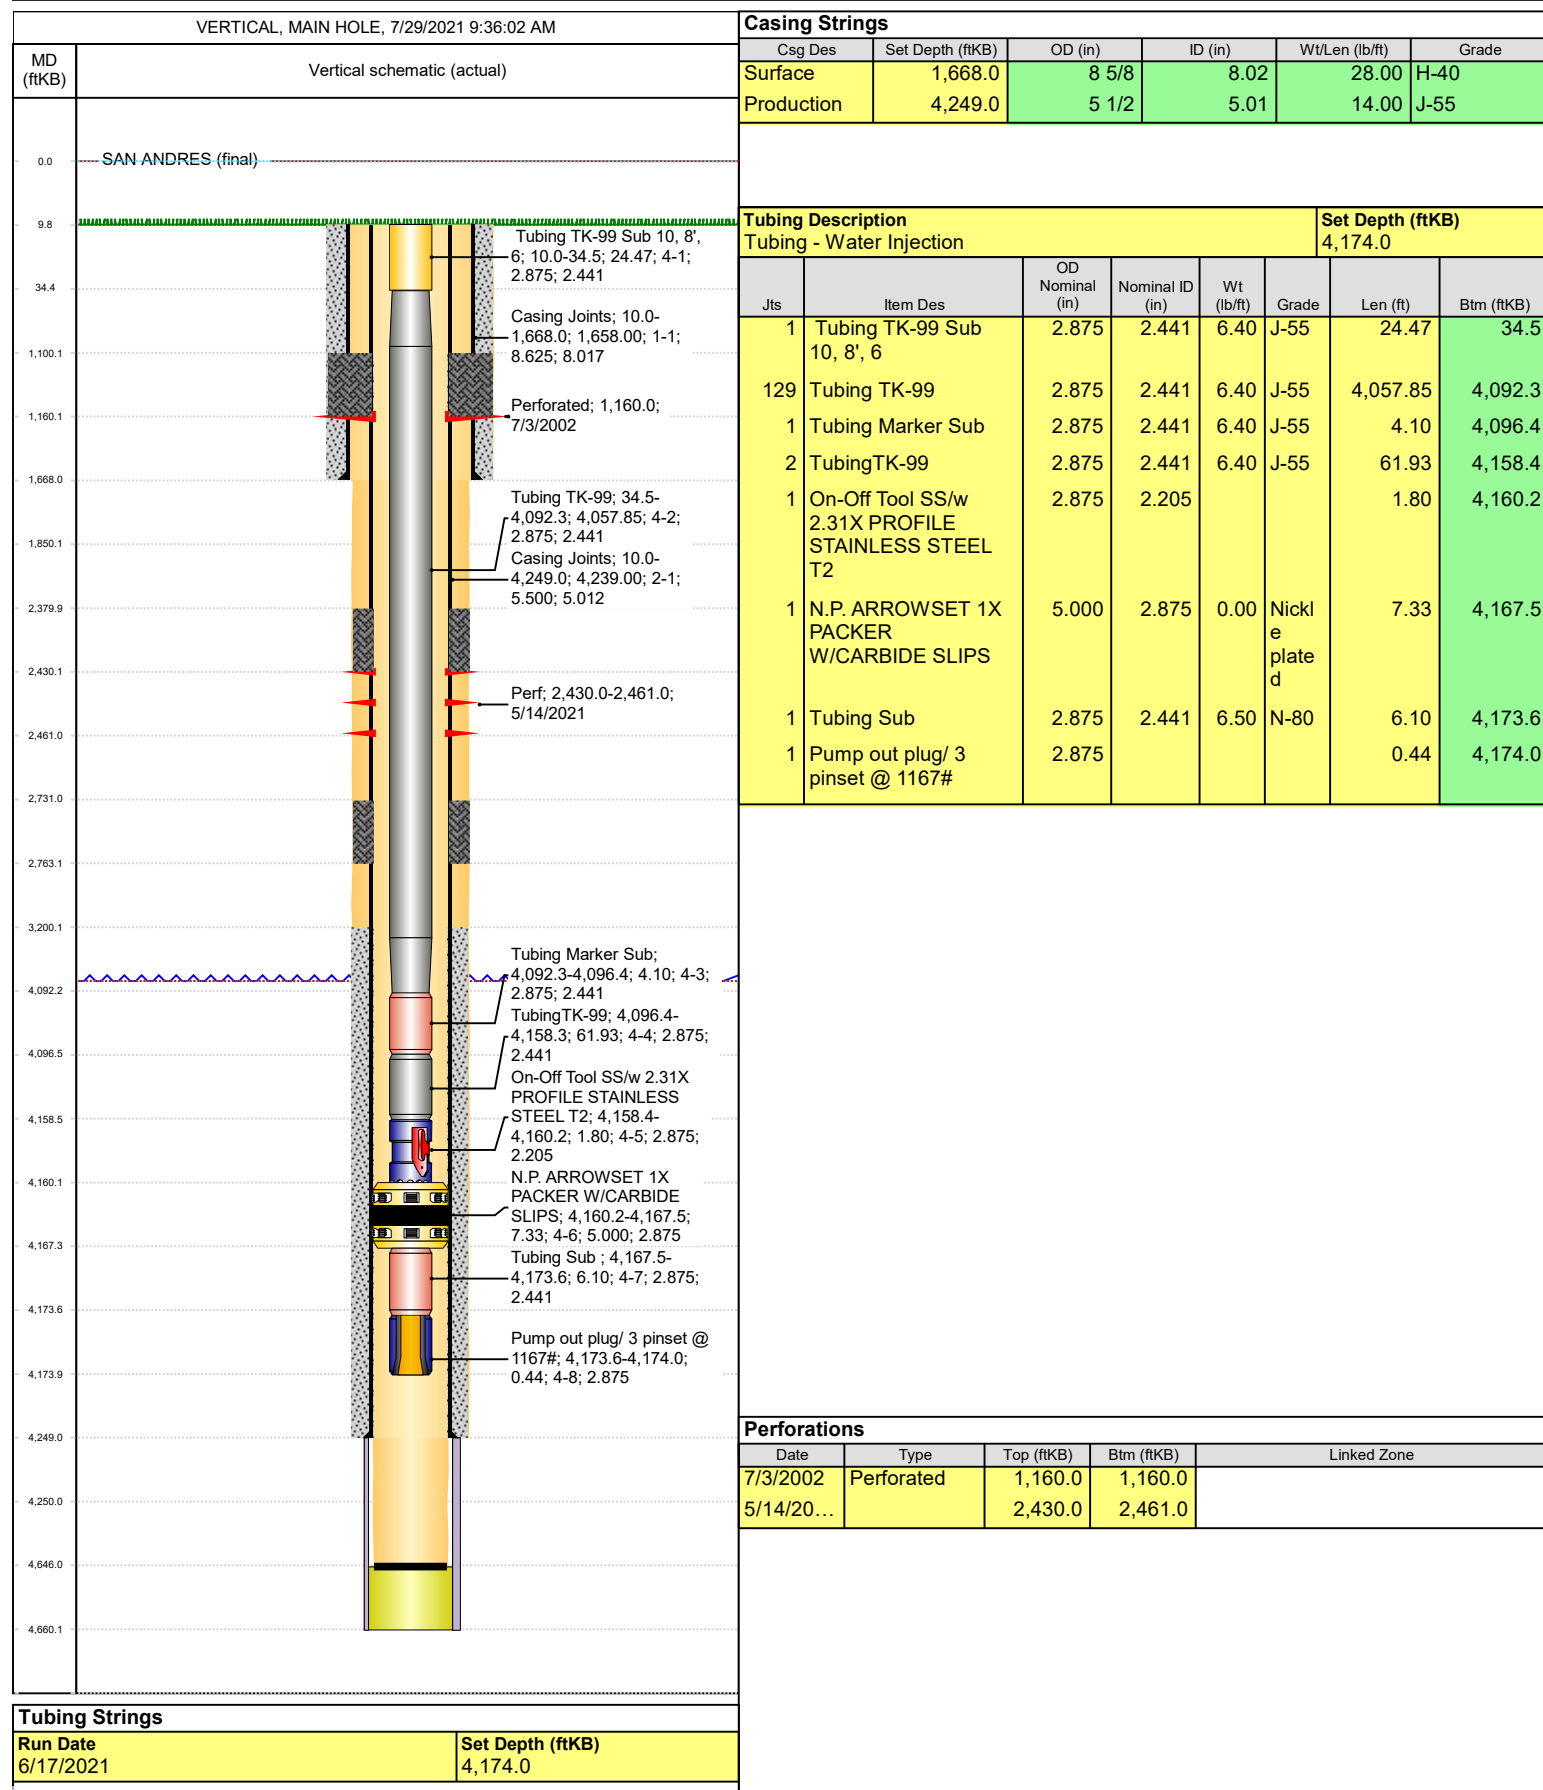 VERTICAL, MAIN HOLE, 7/29/2021 9:36:02 AM
MD
(ftKB)
Vertical schematic (actual)
0.0
SAN ANDRES (final)
9.8
34.4
1,100.1
1,160.1
1,668.0
1,850.1
2,379.9
2,430.1
2,461.0
2,731.0
2,763.1
3,200.1
4,092.2
4,096.5
4,158.5
4,160.1
4,167.3
4,173.6
4,173.9
4,249.0
4,250.0
4,646.0
4,660.1
Tubing TK-99 Sub 10, 8',
6; 10.0-34.5; 24.47; 4-1;
2.875; 2.441
Casing Joints; 10.0-
1,668.0; 1,658.00; 1-1;
8.625; 8.017
Perforated; 1,160.0;
7/3/2002
Tubing TK-99; 34.5-
4,092.3; 4,057.85; 4-2;
2.875; 2.441
Casing Joints; 10.0-
4,249.0; 4,239.00; 2-1;
5.500; 5.012
Perf; 2,430.0-2,461.0;
5/14/2021
Tubing Marker Sub;
4,092.3-4,096.4; 4.10; 4-3;
2.875; 2.441
TubingTK-99; 4,096.4-
4,158.3; 61.93; 4-4; 2.875;
2.441
On-Off Tool SS/w 2.31X
PROFILE STAINLESS
STEEL T2; 4,158.4-
4,160.2; 1.80; 4-5; 2.875;
2.205
N.P. ARROWSET 1X
PACKER W/CARBIDE
SLIPS; 4,160.2-4,167.5;
7.33; 4-6; 5.000; 2.875
Tubing Sub ; 4,167.5-
4,173.6; 6.10; 4-7; 2.875;
2.441
Pump out plug/ 3 pinset @
1167#; 4,173.6-4,174.0;
0.44; 4-8; 2.875
Tubing Strings
Run Date Set Depth (ftKB)
6/17/2021 4,174.0
Casing Strings
Csg Des Set Depth (ftKB) OD (in) ID (in) Wt/Len (lb/ft) Grade
Surface 1,668.0 8 5/8 8.02 28.00 H-40
Production 4,249.0 5 1/2 5.01 14.00 J-55
Tubing Description Set Depth (ftKB)
Tubing - Water Injection 4,174.0
OD
Nominal Nominal ID Wt
Jts Item Des (in) (in) (lb/ft) Grade Len (ft) Btm (ftKB)
1 Tubing TK-99 Sub 2.875 2.441 6.40 J-55 24.47 34.5
10, 8', 6
129 Tubing TK-99 2.875 2.441 6.40 J-55 4,057.85 4,092.3
1 Tubing Marker Sub 2.875 2.441 6.40 J-55 4.10 4,096.4
2 TubingTK-99 2.875 2.441 6.40 J-55 61.93 4,158.4
1 On-Off Tool SS/w 2.875 2.205 1.80 4,160.2
2.31X PROFILE
STAINLESS STEEL
T2
1 N.P. ARROWSET 1X 5.000 2.875 0.00 Nickl 7.33 4,167.5
PACKER e
W/CARBIDE SLIPS plate
d
1 Tubing Sub 2.875 2.441 6.50 N-80 6.10 4,173.6
1 Pump out plug/ 3 2.875 0.44 4,174.0
pinset @ 1167#
Perforations
Date Type Top (ftKB) Btm (ftKB) Linked Zone
7/3/2002 Perforated 1,160.0 1,160.0
5/14/20... 2,430.0 2,461.0